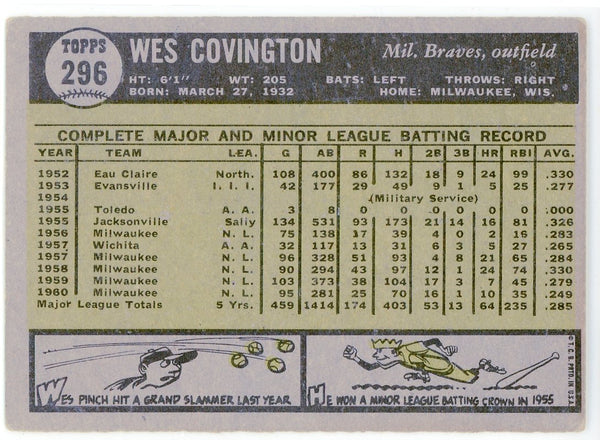 TOPPS
296
WES COVINGTON
Mil. Braves, outfield
HT: 6'1" WT: 205 BATS: LEFT THROWS: RIGHT
BORN: MARCH 27, 1932 HOME: MILWAUKEE, WIS.
COMPLETE MAJOR AND MINOR LEAGUE BATTING RECORD
YEAR TEAM LEA. G AB R H 2B 3B HR RBI AVG.
1952 Eau Claire North. 108 400 86 132 18 9 24 99 .330
1953 Evansville I. I. I. 42 177 29 49 9 1 5 25 .277
1954 (Military Service)
1955 Toledo A. A. 3 8 0 0 0 0 0 0 .000
1955 Jacksonville Sally 134 531 93 173 21 14 16 81 .326
1956 Milwaukee N. L. 75 138 17 39 4 0 2 16 .283
1957 Wichita A. A. 32 117 13 31 6 3 5 27 .265
1957 Milwaukee N. L. 96 328 51 93 4 8 21 65 .284
1958 Milwaukee N. L. 90 294 43 97 12 1 24 74 .330
1959 Milwaukee N. L. 103 373 38 104 17 3 7 45 .279
1960 Milwaukee N. L. 95 281 25 70 16 1 10 35 .249
Major League Totals 5 Yrs. 459 1414 174 403 53 13 64 235 .285
WES PINCH HIT A GRAND SLAMMER LAST YEAR
HE WON A MINOR LEAGUE BATTING CROWN IN 1955
© T.C.G. PRTD. IN U.S.A.